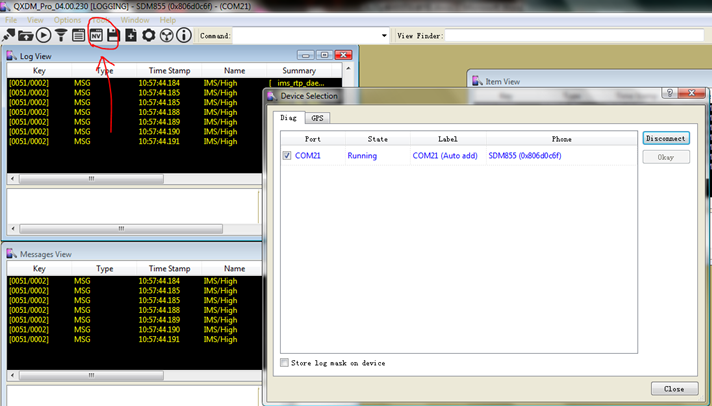 QXDM_Pro_04.00.230 [LOGGING] - SDM855 (0x806d0c6f) - (COM21)
File View Options Tools Window Help
NV Command: View Finder:
Log View
Key Type Time Stamp Name Summary
[0051/0002] MSG 10:57:44.184 IMS/High [ ims_rtp_dae...
[0051/0002] MSG 10:57:44.185 IMS/High
[0051/0002] MSG 10:57:44.185 IMS/High
[0051/0002] MSG 10:57:44.188 IMS/High
[0051/0002] MSG 10:57:44.189 IMS/High
[0051/0002] MSG 10:57:44.190 IMS/High
[0051/0002] MSG 10:57:44.191 IMS/High
Messages View
Key Type Time Stamp Name
[0051/0002] MSG 10:57:44.184 IMS/High
[0051/0002] MSG 10:57:44.185 IMS/High
[0051/0002] MSG 10:57:44.185 IMS/High
[0051/0002] MSG 10:57:44.188 IMS/High
[0051/0002] MSG 10:57:44.189 IMS/High
[0051/0002] MSG 10:57:44.190 IMS/High
[0051/0002] MSG 10:57:44.191 IMS/High
Item View
Device Selection
Diag GPS
Port State Label Phone
COM21 Running COM21 (Auto add) SDM855 (0x806d0c6f)
Disconnect
Okay
Store log mask on device
Close